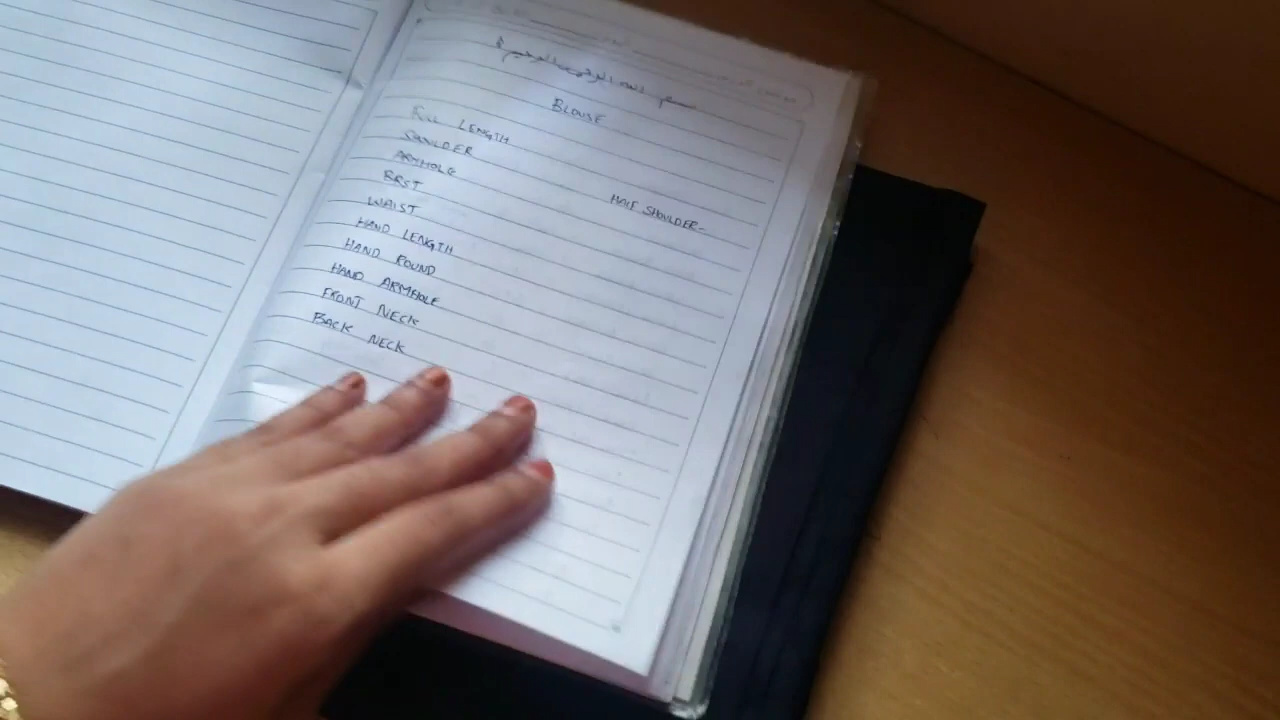 بسم الله الرحمن الرحيم
BLOUSE
FULL LENGTH
SHOULDER
HALF SHOULDER-
ARMHOLE
BRST
WAIST
HAND LENGTH
HAND ROUND
HAND ARMHOLE
FRONT NECK
BACK NECK